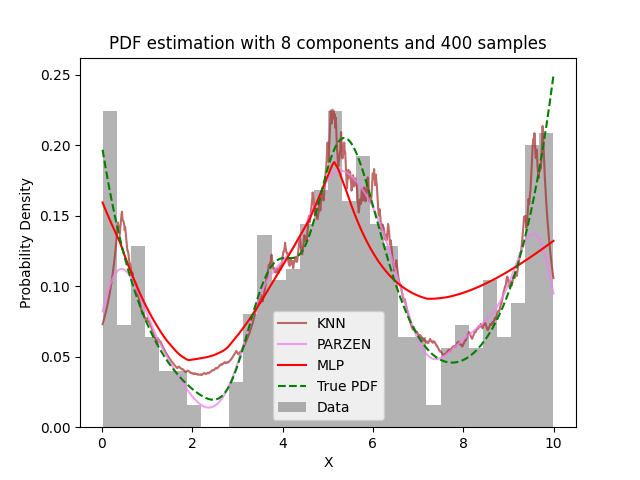 PDF estimation with 8 components and 400 samples
0.25
0.20
0.15
0.10
0.05
0.00
Probability Density
KNN
PARZEN
MLP
True PDF
Data
0 2 4 6 8 10
X